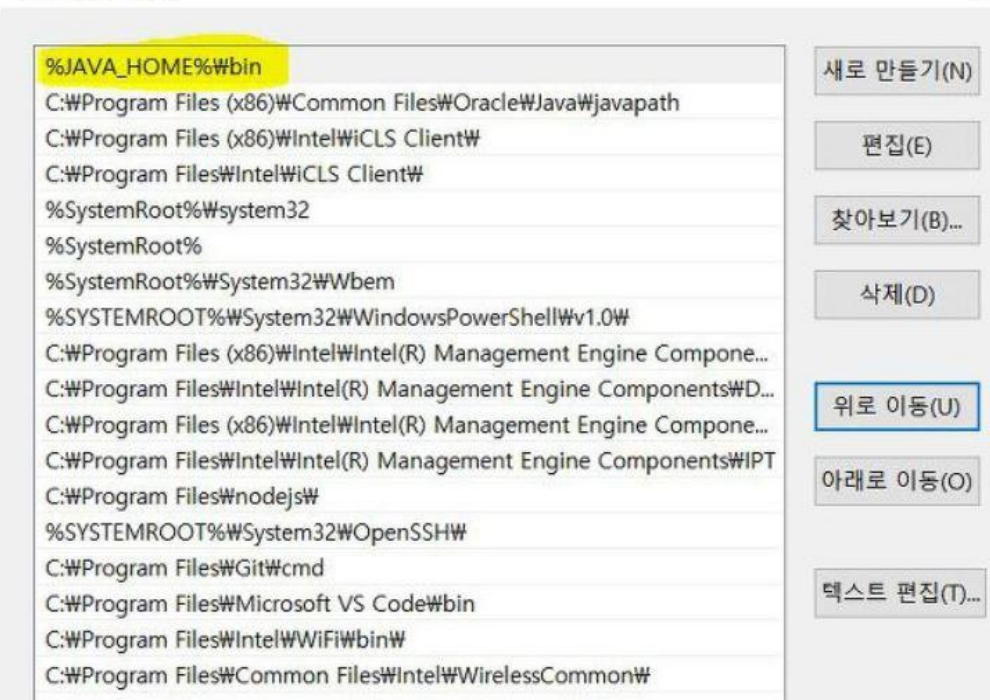 %JAVA_HOME%₩bin
C:₩Program Files (x86)₩Common Files₩Oracle₩Java₩javapath
C:₩Program Files (x86)₩Intel₩iCLS Client₩
C:₩Program Files₩Intel₩iCLS Client₩
%SystemRoot%₩system32
%SystemRoot%
%SystemRoot%₩System32₩Wbem
%SYSTEMROOT%₩System32₩WindowsPowerShell₩v1.0₩
C:₩Program Files (x86)₩Intel₩Intel(R) Management Engine Compone...
C:₩Program Files₩Intel₩Intel(R) Management Engine Components₩D...
C:₩Program Files (x86)₩Intel₩Intel(R) Management Engine Compone...
C:₩Program Files₩Intel₩Intel(R) Management Engine Components₩IPT
C:₩Program Files₩nodejs₩
%SYSTEMROOT%₩System32₩OpenSSH₩
C:₩Program Files₩Git₩cmd
C:₩Program Files₩Microsoft VS Code₩bin
C:₩Program Files₩Intel₩WiFi₩bin₩
C:₩Program Files₩Common Files₩Intel₩WirelessCommon₩
새로 만들기(N)
편집(E)
찾아보기(B)...
삭제(D)
위로 이동(U)
아래로 이동(O)
텍스트 편집(T)...